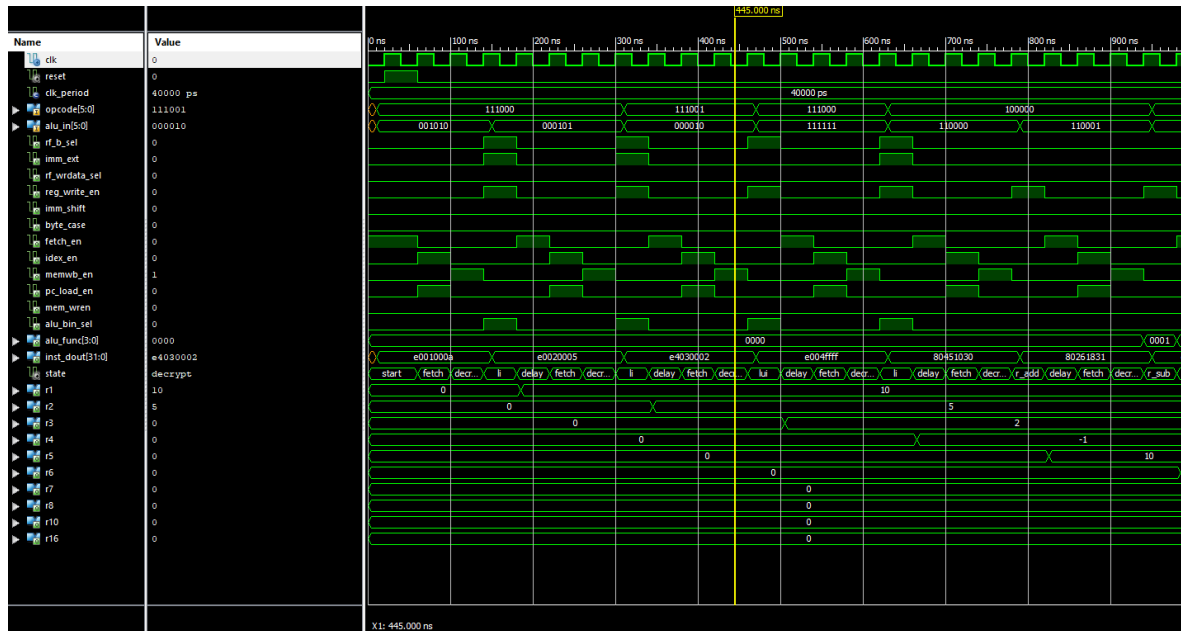 445.000 ns
Name Value
0 ns 100 ns 200 ns 300 ns 400 ns 500 ns 600 ns 700 ns 800 ns 900 ns
clk 0
reset 0
clk_period 40000 ps 40000 ps
opcode[5:0] 111001 111000 111001 111000 100000
alu_in[5:0] 000010 001010 000101 000010 111111 110000 110001
rf_b_sel 0
imm_ext 0
rf_wrdata_sel 0
reg_write_en 0
imm_shift 0
byte_case 0
fetch_en 0
idex_en 0
memwb_en 1
pc_load_en 0
mem_wren 0
alu_bin_sel 0
alu_func[3:0] 0000 0000 0001
inst_dout[31:0] e4030002 e001000a e0020005 e4030002 e004ffff 80451030 80261831
state decrypt start fetch decr... li delay fetch decr... li delay fetch dec... lui delay fetch decr... li delay fetch decr... r_add delay fetch decr... r_sub
r1 10 0 10
r2 5 0 5
r3 0 0 2
r4 0 0 -1
r5 0 0 10
r6 0 0
r7 0 0
r8 0 0
r10 0 0
r16 0 0
X1: 445.000 ns